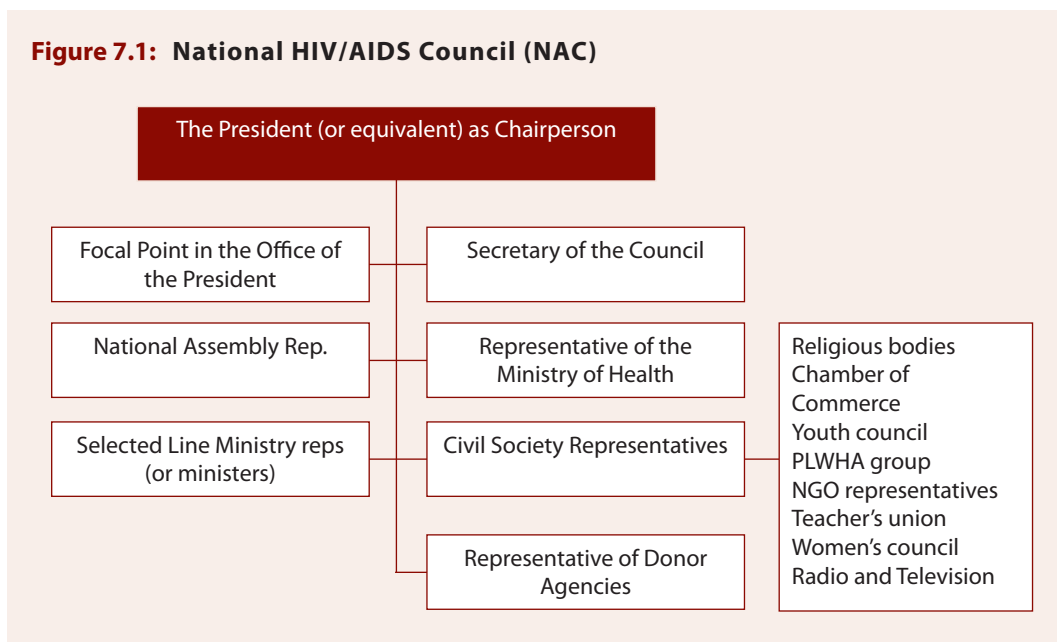 Figure 7.1: National HIV/AIDS Council (NAC)
The President (or equivalent) as Chairperson
Focal Point in the Office of
the President
Secretary of the Council
National Assembly Rep.
Representative of the
Ministry of Health
Selected Line Ministry reps
(or ministers)
Civil Society Representatives
Religious bodies
Chamber of
Commerce
Youth council
PLWHA group
NGO representatives
Teacher’s union
Women’s council
Radio and Television
Representative of Donor
Agencies